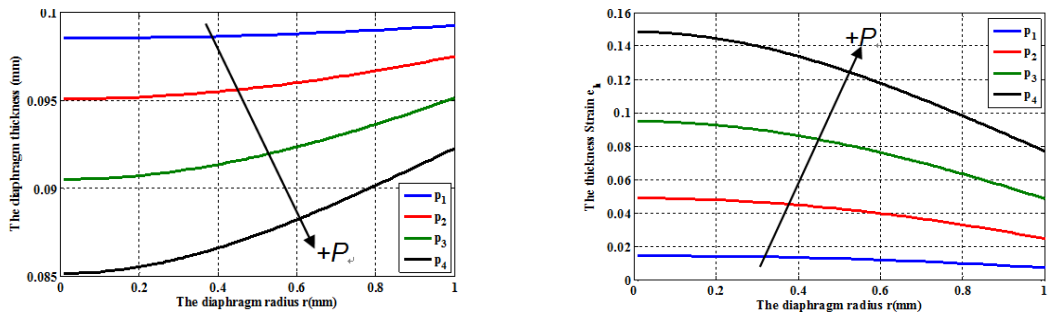 The diaphragm thickness (mm)
0.1
0.095
0.09
0.085
0
0.2
0.4
0.6
0.8
1
The diaphragm radius r(mm)
+P
p1
p2
p3
p4
The thickness Strain ek
0.16
0.14
0.12
0.1
0.08
0.06
0.04
0.02
0
0
0.2
0.4
0.6
0.8
1
The diaphragm radius r(mm)
+P
p1
p2
p3
p4